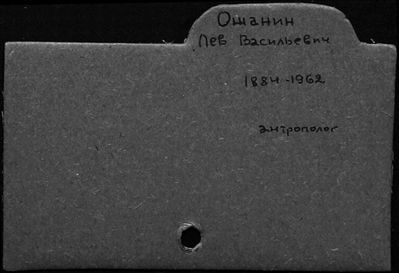 Ошанин
Лев Васильевич
1884-1962
антрополог